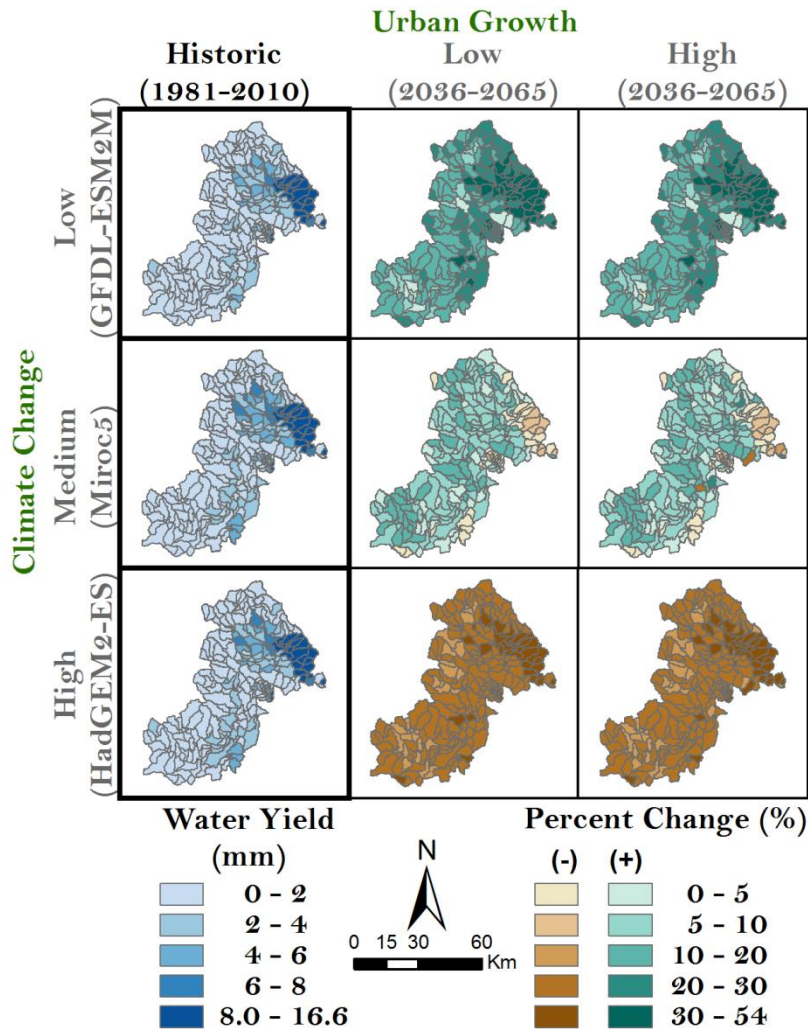 Urban Growth
Historic Low High
(1981-2010) (2036-2065) (2036-2065)
Climate Change
Low
(GFDL-ESM2M)
Medium
(Miroc5)
High
(HadGEM2-ES)
Water Yield
(mm)
0 - 2
2 - 4
4 - 6
6 - 8
8.0 - 16.6
N
0 15 30 60
Km
Percent Change (%)
(-) (+)
0 - 5
5 - 10
10 - 20
20 - 30
30 - 54